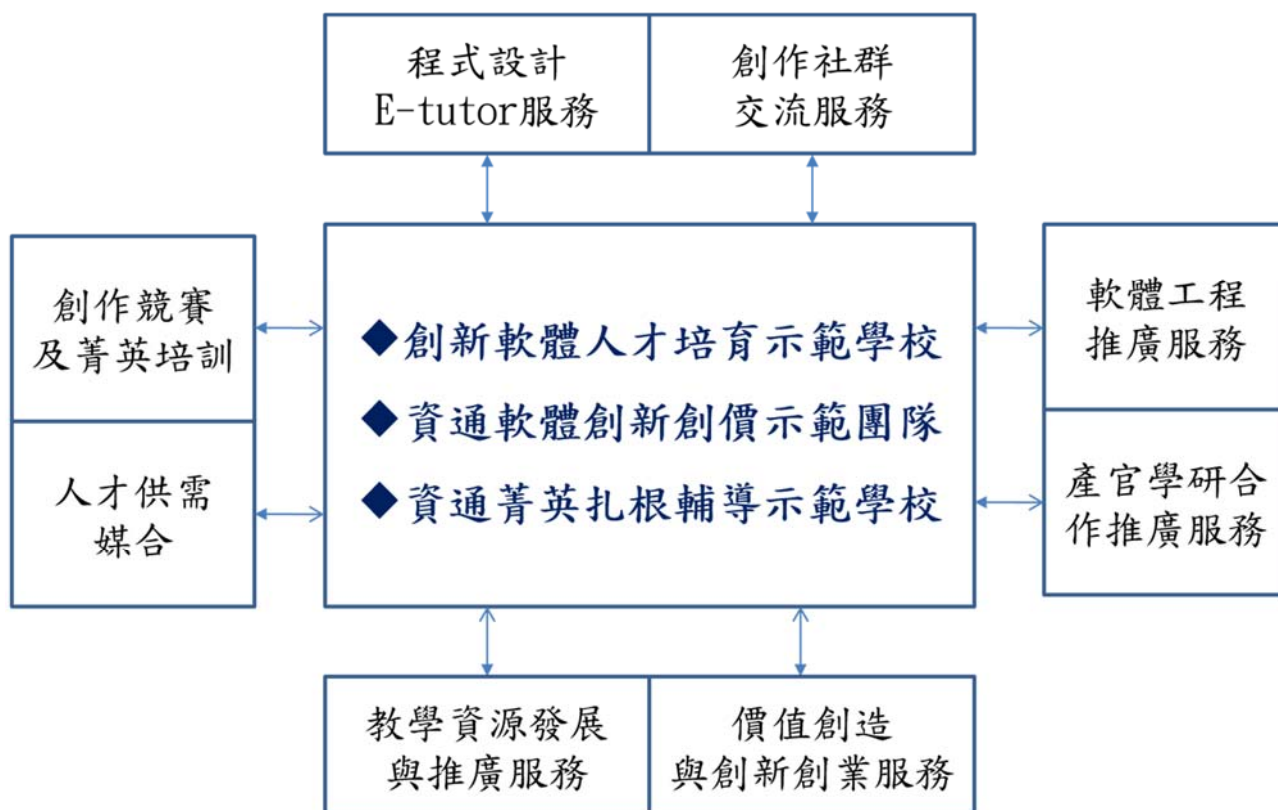 程式設計
E-tutor服務
創作社群
交流服務
創作競賽
及菁英培訓
人才供需
媒合
◆創新軟體人才培育示範學校
◆資通軟體創新創價示範團隊
◆資通菁英扎根輔導示範學校
軟體工程
推廣服務
產官學研合
作推廣服務
教學資源發展
與推廣服務
價值創造
與創新創業服務